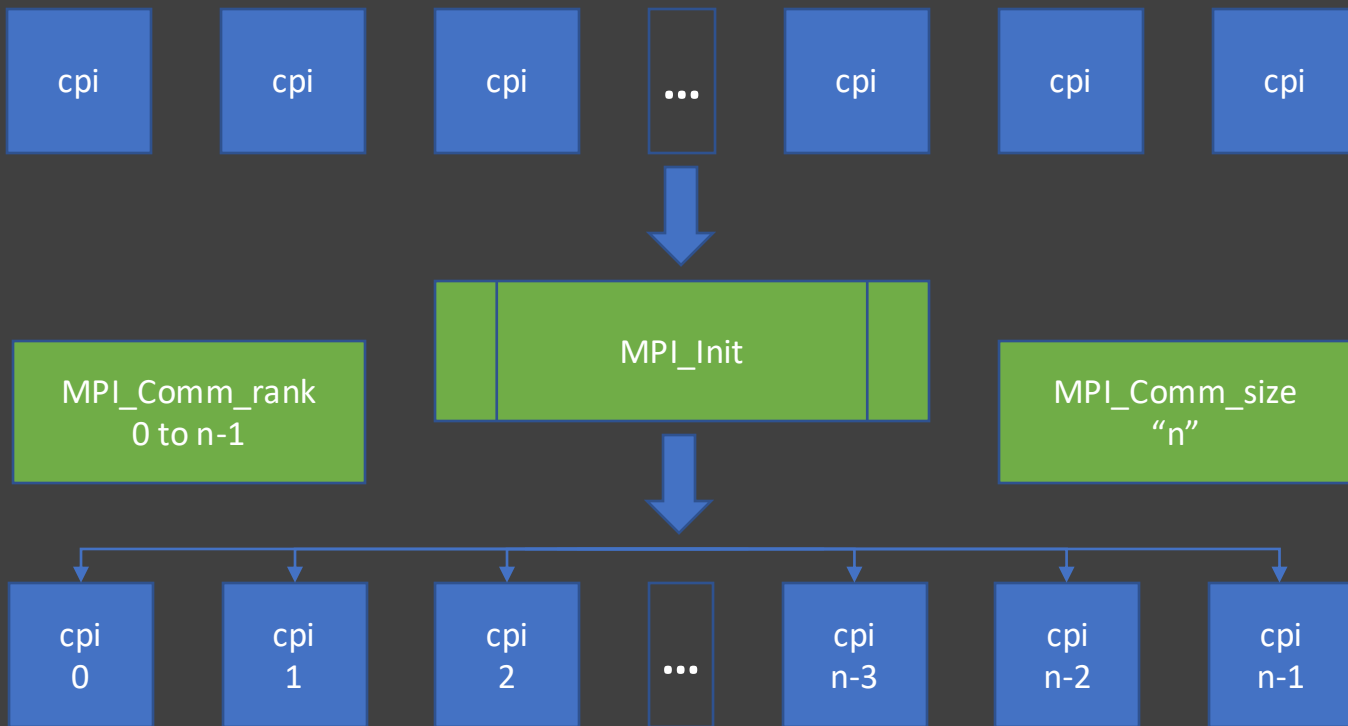 cpi
cpi
cpi
...
cpi
cpi
cpi
MPI_Init
MPI_Comm_rank
0 to n-1
MPI_Comm_size
“n”
cpi
0
cpi
1
cpi
2
...
cpi
n-3
cpi
n-2
cpi
n-1